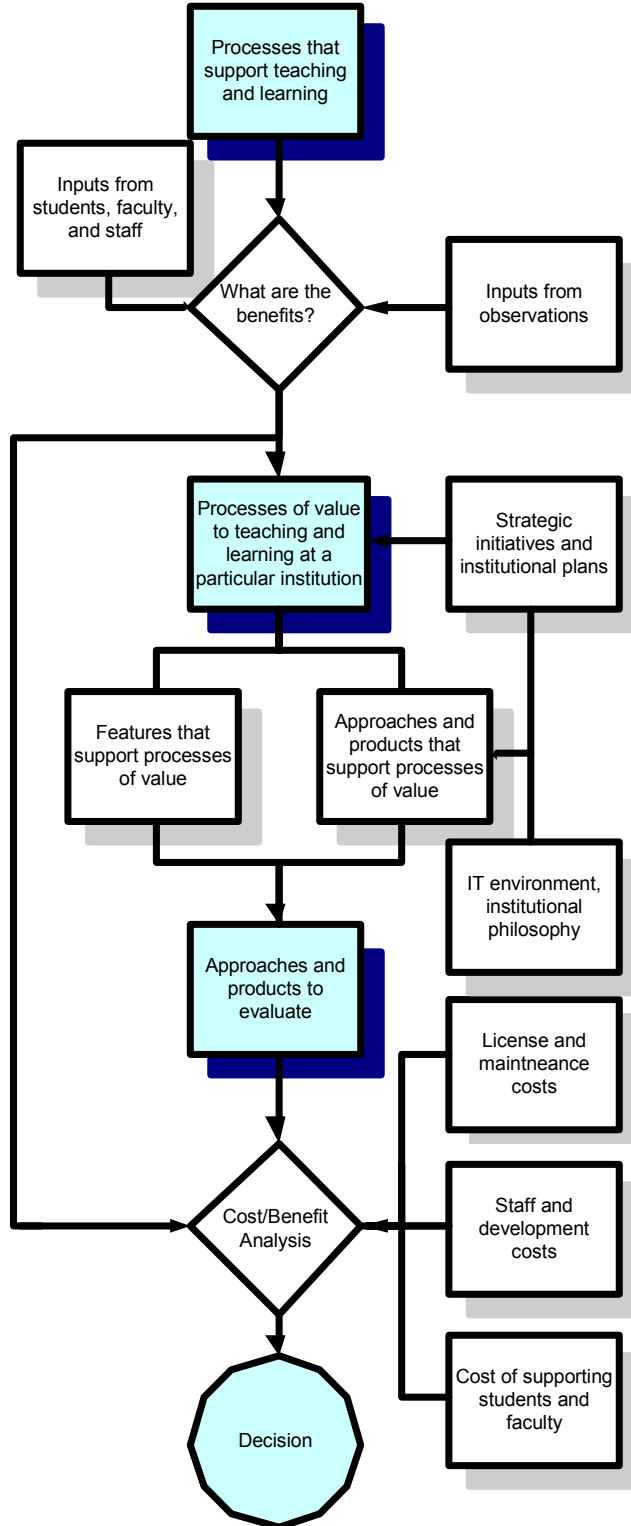 Processes that
support teaching
and learning
Inputs from
students, faculty,
and staff
What are the
benefits?
Inputs from
observations
Processes of value
to teaching and
learning at a
particular institution
Strategic
initiatives and
institutional plans
Features that
support processes
of value
Approaches and
products that
support processes
of value
IT environment,
institutional
philosophy
Approaches and
products to
evaluate
License and
maintneance
costs
Cost/Benefit
Analysis
Staff and
development
costs
Cost of supporting
students and
faculty
Decision